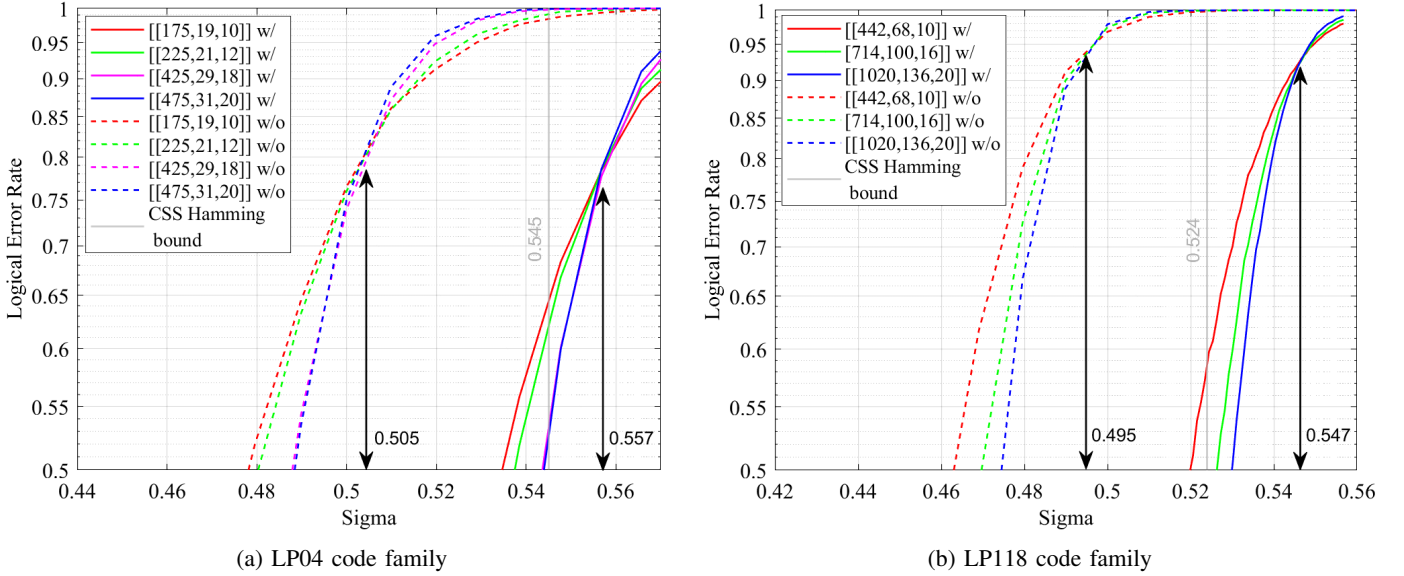 [[175,19,10]] w/
[[225,21,12]] w/
[[425,29,18]] w/
[[475,31,20]] w/
[[175,19,10]] w/o
[[225,21,12]] w/o
[[425,29,18]] w/o
[[475,31,20]] w/o
CSS Hamming
bound
1
0.95
0.9
0.85
0.8
0.75
0.7
0.65
0.6
0.55
0.5
Logical Error Rate
0.545
0.505
0.557
0.44
0.46
0.48
0.5
0.52
0.54
0.56
Sigma
(a) LP04 code family
[[442,68,10]] w/
[714,100,16]] w/
[[1020,136,20]] w/
[[442,68,10]] w/o
[714,100,16]] w/o
[[1020,136,20]] w/o
CSS Hamming
bound
1
0.95
0.9
0.85
0.8
0.75
0.7
0.65
0.6
0.55
0.5
Logical Error Rate
0.524
0.495
0.547
0.42
0.44
0.46
0.48
0.5
0.52
0.54
0.56
Sigma
(b) LP118 code family